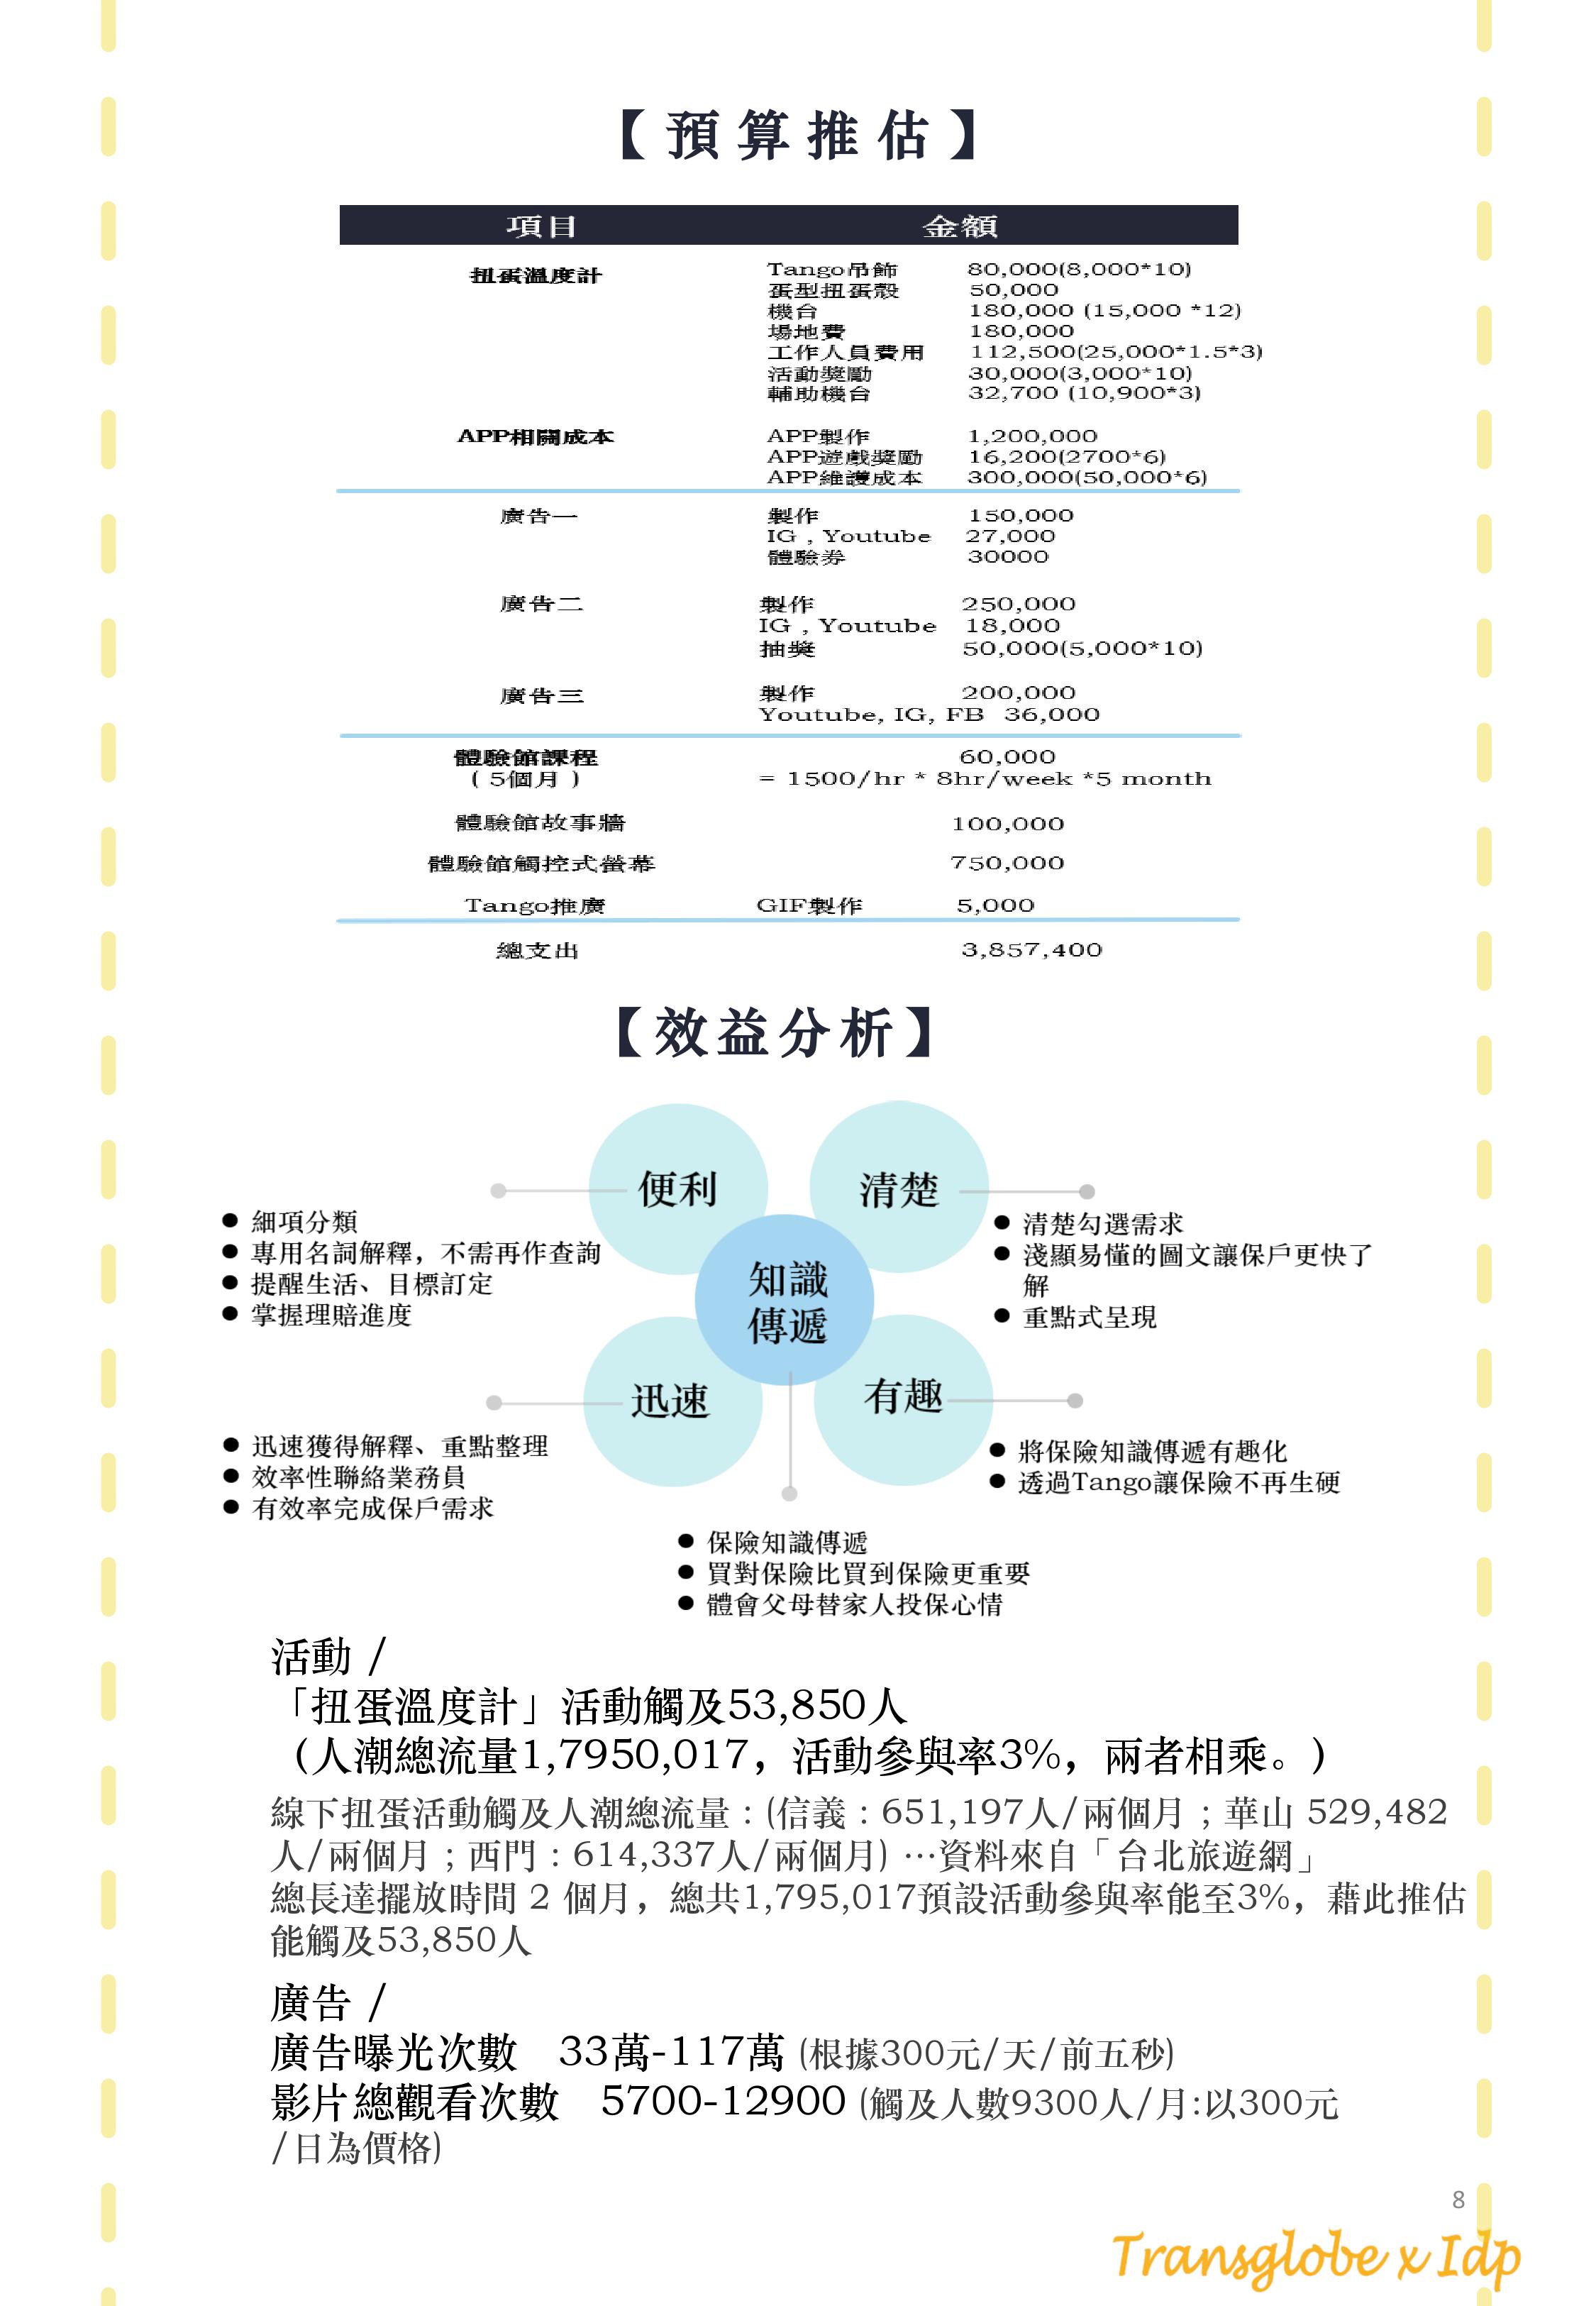 【預算推估】
項目 金額
扭蛋溫度計 Tango吊飾 80,000(8,000*10)
蛋型扭蛋殼 50,000
機台 180,000 (15,000 *12)
場地費 180,000
工作人員費用 112,500(25,000*1.5*3)
活動獎勵 30,000(3,000*10)
輔助機台 32,700 (10,900*3)
APP相關成本 APP製作 1,200,000
APP遊戲獎勵 16,200(2700*6)
APP維護成本 300,000(50,000*6)
廣告一 製作 150,000
IG , Youtube 27,000
體驗券 30000
廣告二 製作 250,000
IG , Youtube 18,000
抽獎 50,000(5,000*10)
廣告三 製作 200,000
Youtube, IG, FB 36,000
體驗館課程 60,000
( 5個月 ) = 1500/hr * 8hr/week *5 month
體驗館故事牆 100,000
體驗館觸控式螢幕 750,000
Tango推廣 GIF製作 5,000
總支出 3,857,400
【效益分析】
便利
● 細項分類
● 專用名詞解釋，不需再作查詢
● 提醒生活、目標訂定
● 掌握理賠進度
清楚
● 清楚勾選需求
● 淺顯易懂的圖文讓保戶更快了
解
● 重點式呈現
知識
傳遞
迅速
● 迅速獲得解釋、重點整理
● 效率性聯絡業務員
● 有效率完成保戶需求
有趣
● 將保險知識傳遞有趣化
● 透過Tango讓保險不再生硬
● 保險知識傳遞
● 買對保險比買到保險更重要
● 體會父母替家人投保心情
活動 /
「扭蛋溫度計」活動觸及53,850人
（人潮總流量1,7950,017，活動參與率3%，兩者相乘。）
線下扭蛋活動觸及人潮總流量：(信義：651,197人/兩個月；華山 529,482
人/兩個月；西門：614,337人/兩個月) …資料來自「台北旅遊網」
總長達擺放時間 2 個月，總共1,795,017預設活動參與率能至3%，藉此推估
能觸及53,850人
廣告 /
廣告曝光次數 33萬-117萬 (根據300元/天/前五秒)
影片總觀看次數 5700-12900 (觸及人數9300人/月:以300元
/日為價格)
8
Transglobe x Idp